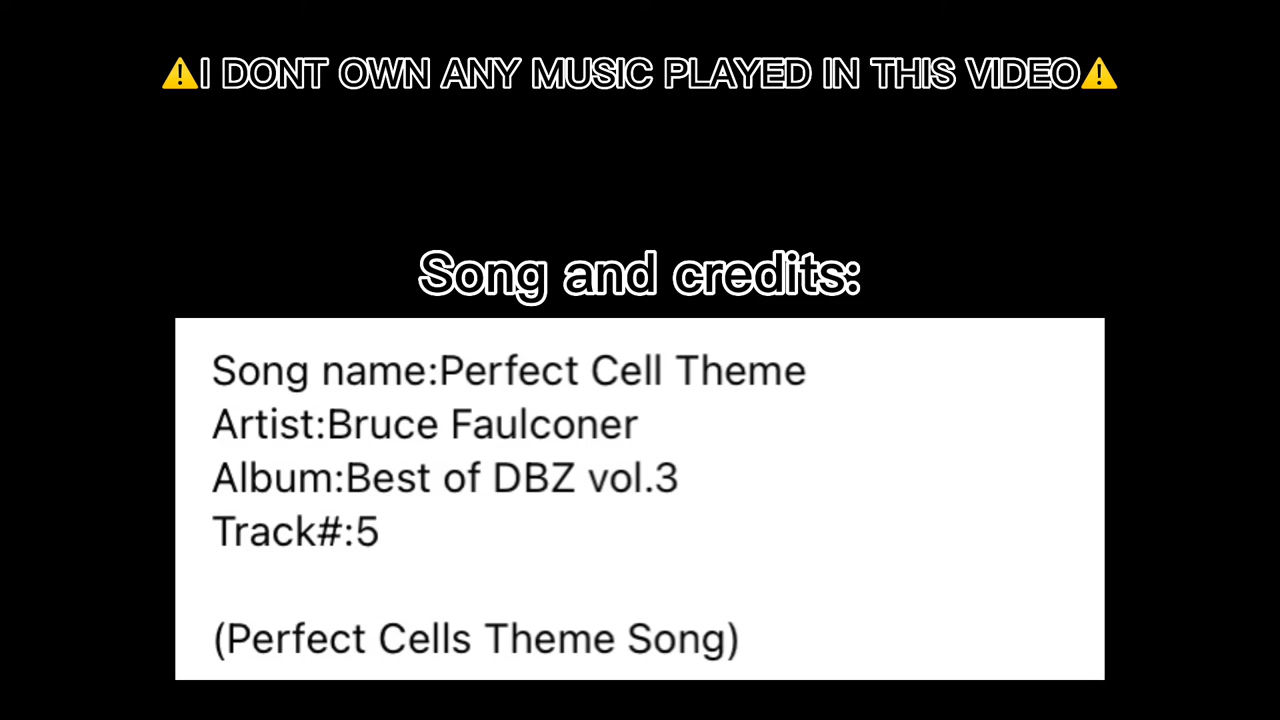 ⚠️I DONT OWN ANY MUSIC PLAYED IN THIS VIDEO⚠️
Song and credits:
Song name:Perfect Cell Theme
Artist:Bruce Faulconer
Album:Best of DBZ vol.3
Track#:5
(Perfect Cells Theme Song)